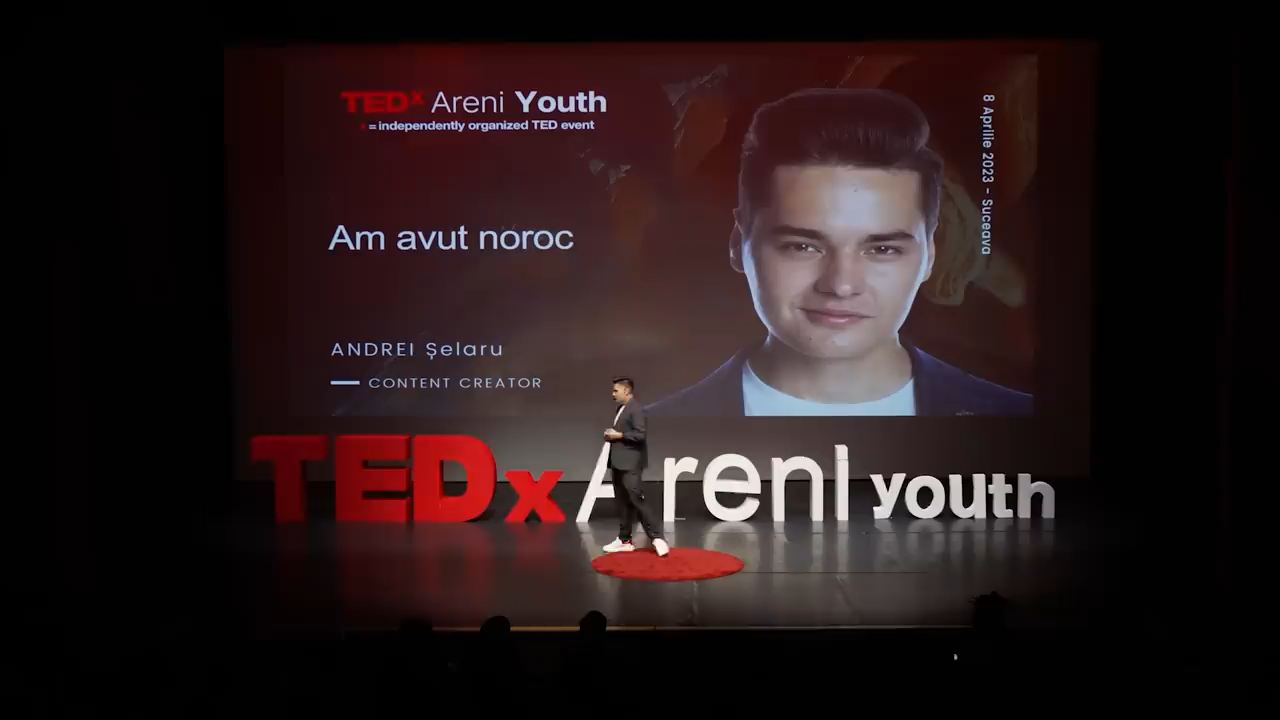 TEDx Areni Youth
x = independently organized TED event
8 Aprilie 2023 - Suceava
Am avut noroc
ANDREI Șelaru
CONTENT CREATOR
TEDx Areni youth